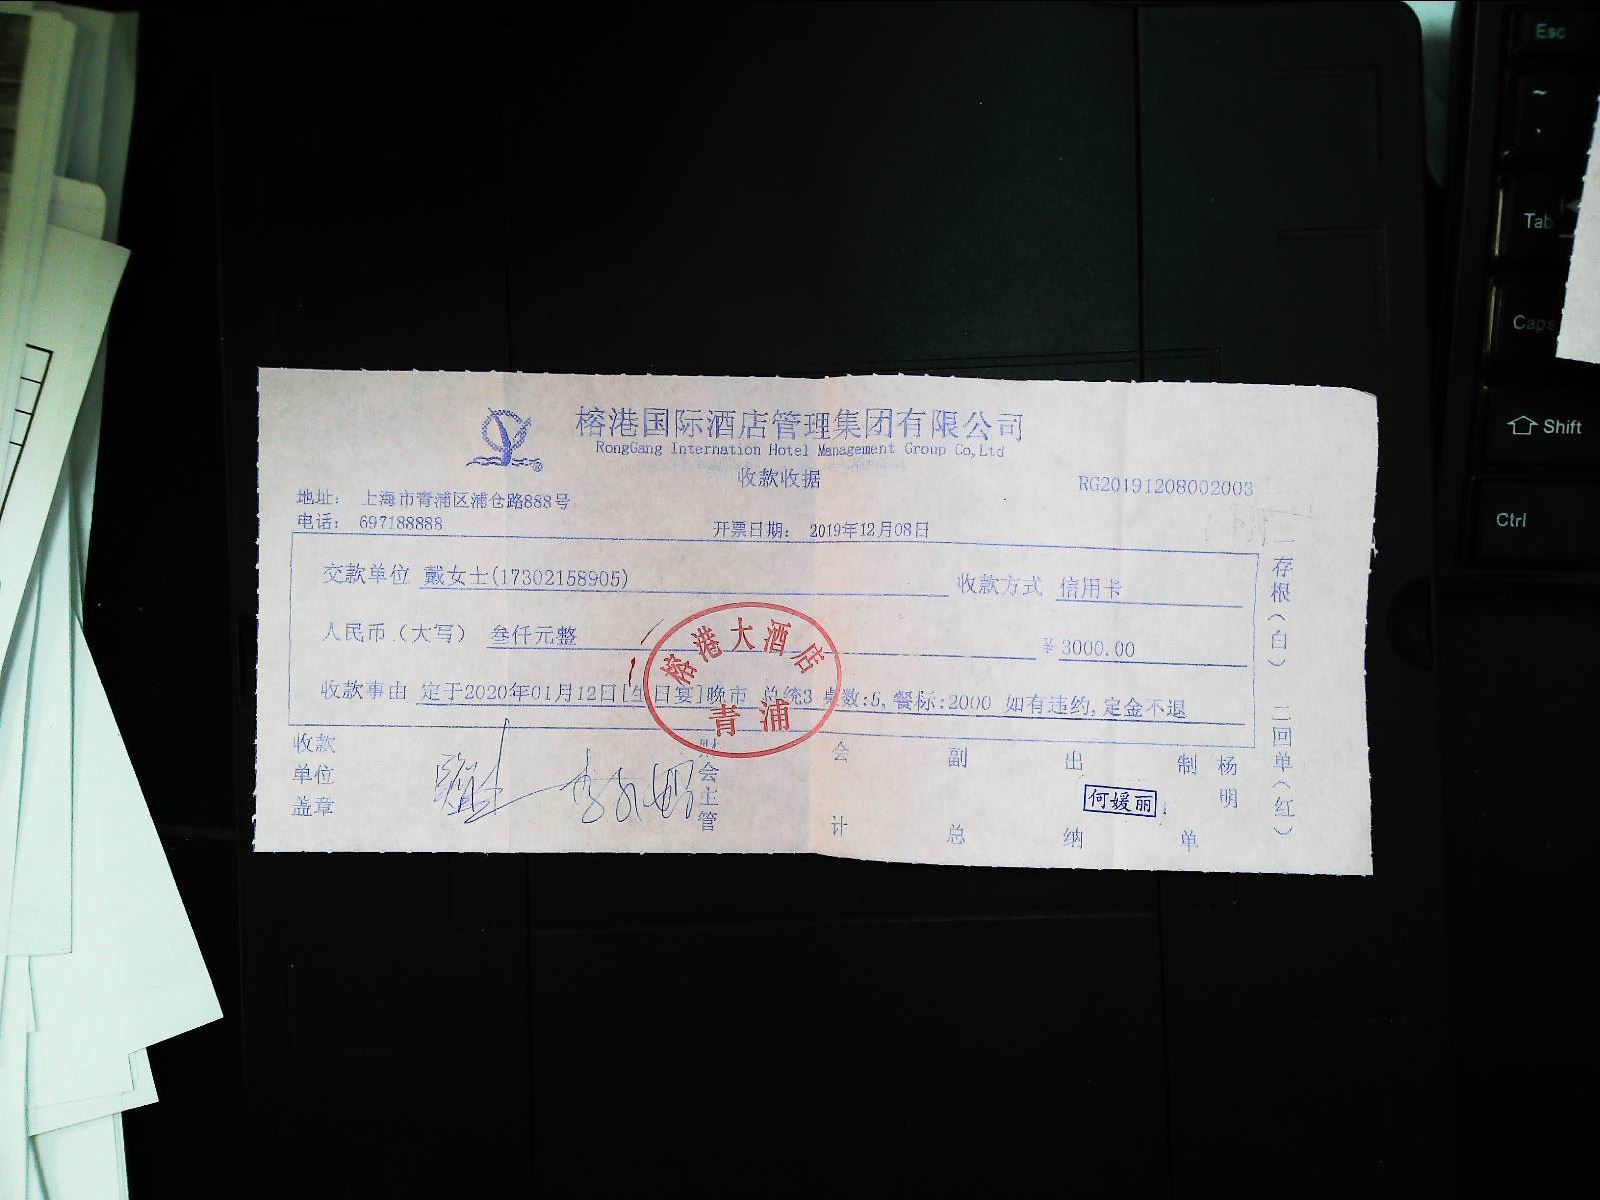 榕港国际酒店管理集团有限公司
RongGang Internation Hotel Management Group Co,Ltd
收款收据
RG20191208002003
地址: 上海市青浦区浦仓路888号
电话: 697188888
开票日期: 2019年12月08日
交款单位 戴女士(17302158905) 收款方式 信用卡
人民币(大写) 叁仟元整 ¥3000.00
收款事由 定于2020年01月12日[生日宴]晚市 总统3 桌数:5,餐标:2000 如有违约,定金不退
榕港大酒店
青浦
收款单位盖章
财会主管
会计
副总
出纳
何媛丽
制单
杨明
一存根(白) 二回单(红)
Esc
~
Tab
Caps
Shift
Ctrl